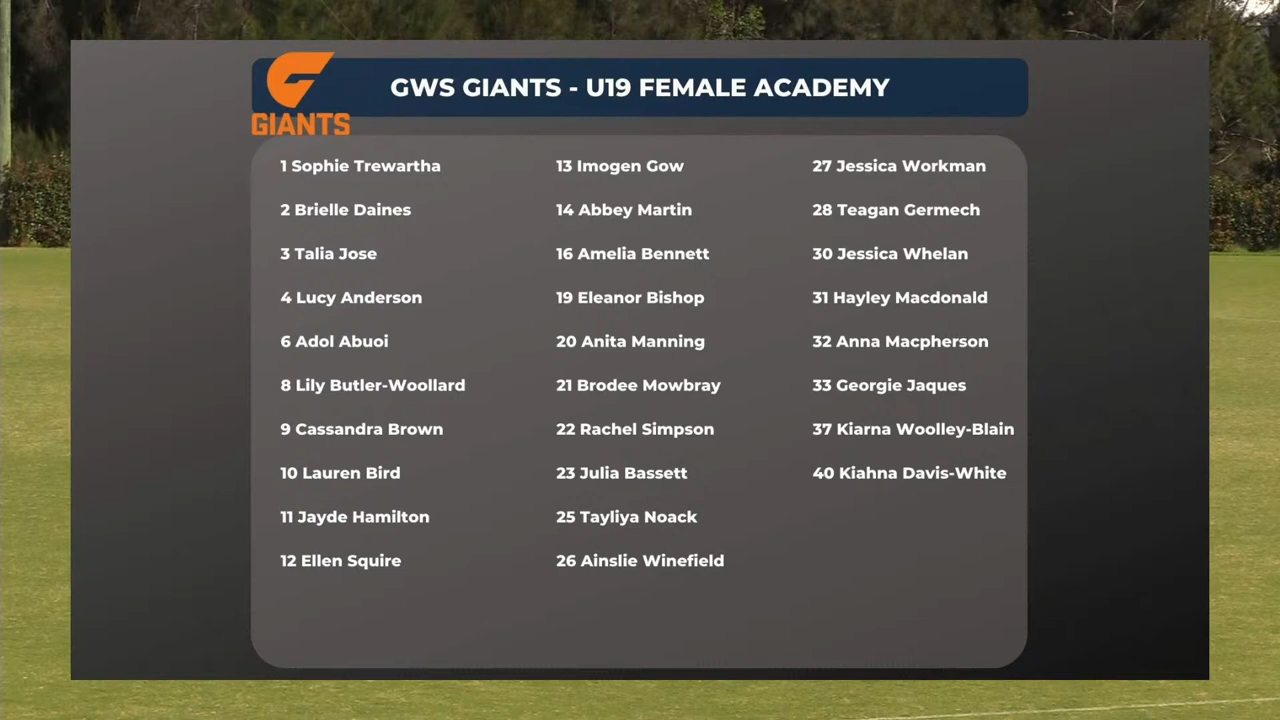 GWS GIANTS - U19 FEMALE ACADEMY
GIANTS
1 Sophie Trewartha
2 Brielle Daines
3 Talia Jose
4 Lucy Anderson
6 Adol Abuoi
8 Lily Butler-Woollard
9 Cassandra Brown
10 Lauren Bird
11 Jayde Hamilton
12 Ellen Squire
13 Imogen Gow
14 Abbey Martin
16 Amelia Bennett
19 Eleanor Bishop
20 Anita Manning
21 Brodee Mowbray
22 Rachel Simpson
23 Julia Bassett
25 Tayliya Noack
26 Ainslie Winefield
27 Jessica Workman
28 Teagan Germech
30 Jessica Whelan
31 Hayley Macdonald
32 Anna Macpherson
33 Georgie Jaques
37 Kiarna Woolley-Blain
40 Kiahna Davis-White